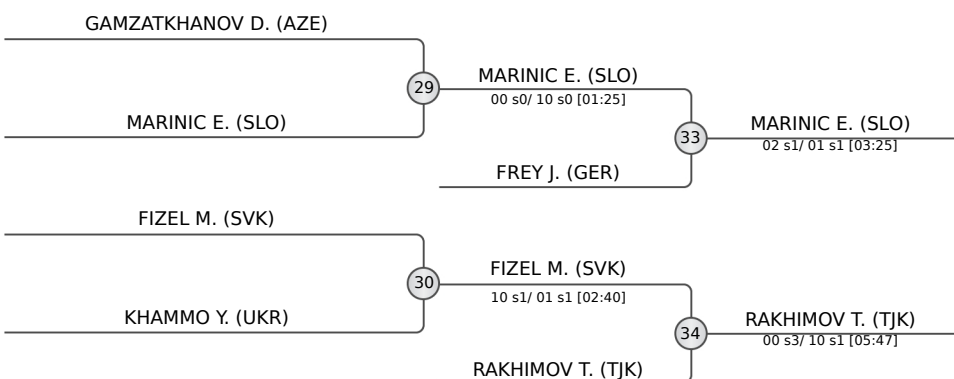 GAMZATKHANOV D. (AZE)
29
MARINIC E. (SLO)
00 s0/ 10 s0 [01:25]
MARINIC E. (SLO)
33
MARINIC E. (SLO)
02 s1/ 01 s1 [03:25]
FREY J. (GER)
FIZEL M. (SVK)
30
FIZEL M. (SVK)
10 s1/ 01 s1 [02:40]
KHAMMO Y. (UKR)
34
RAKHIMOV T. (TJK)
00 s3/ 10 s1 [05:47]
RAKHIMOV T. (TJK)